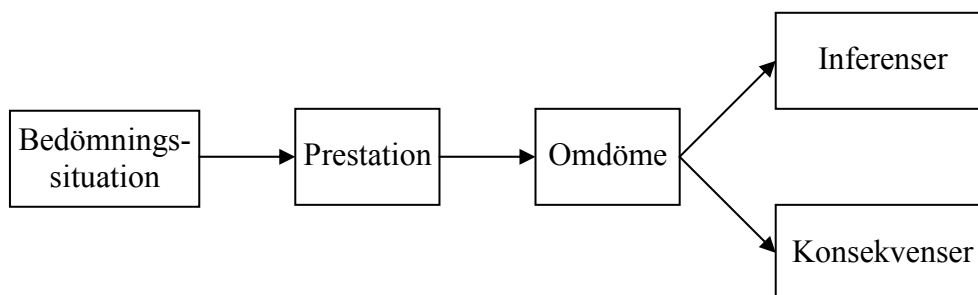 Bedömnings-
situation
Prestation
Omdöme
Inferenser
Konsekvenser